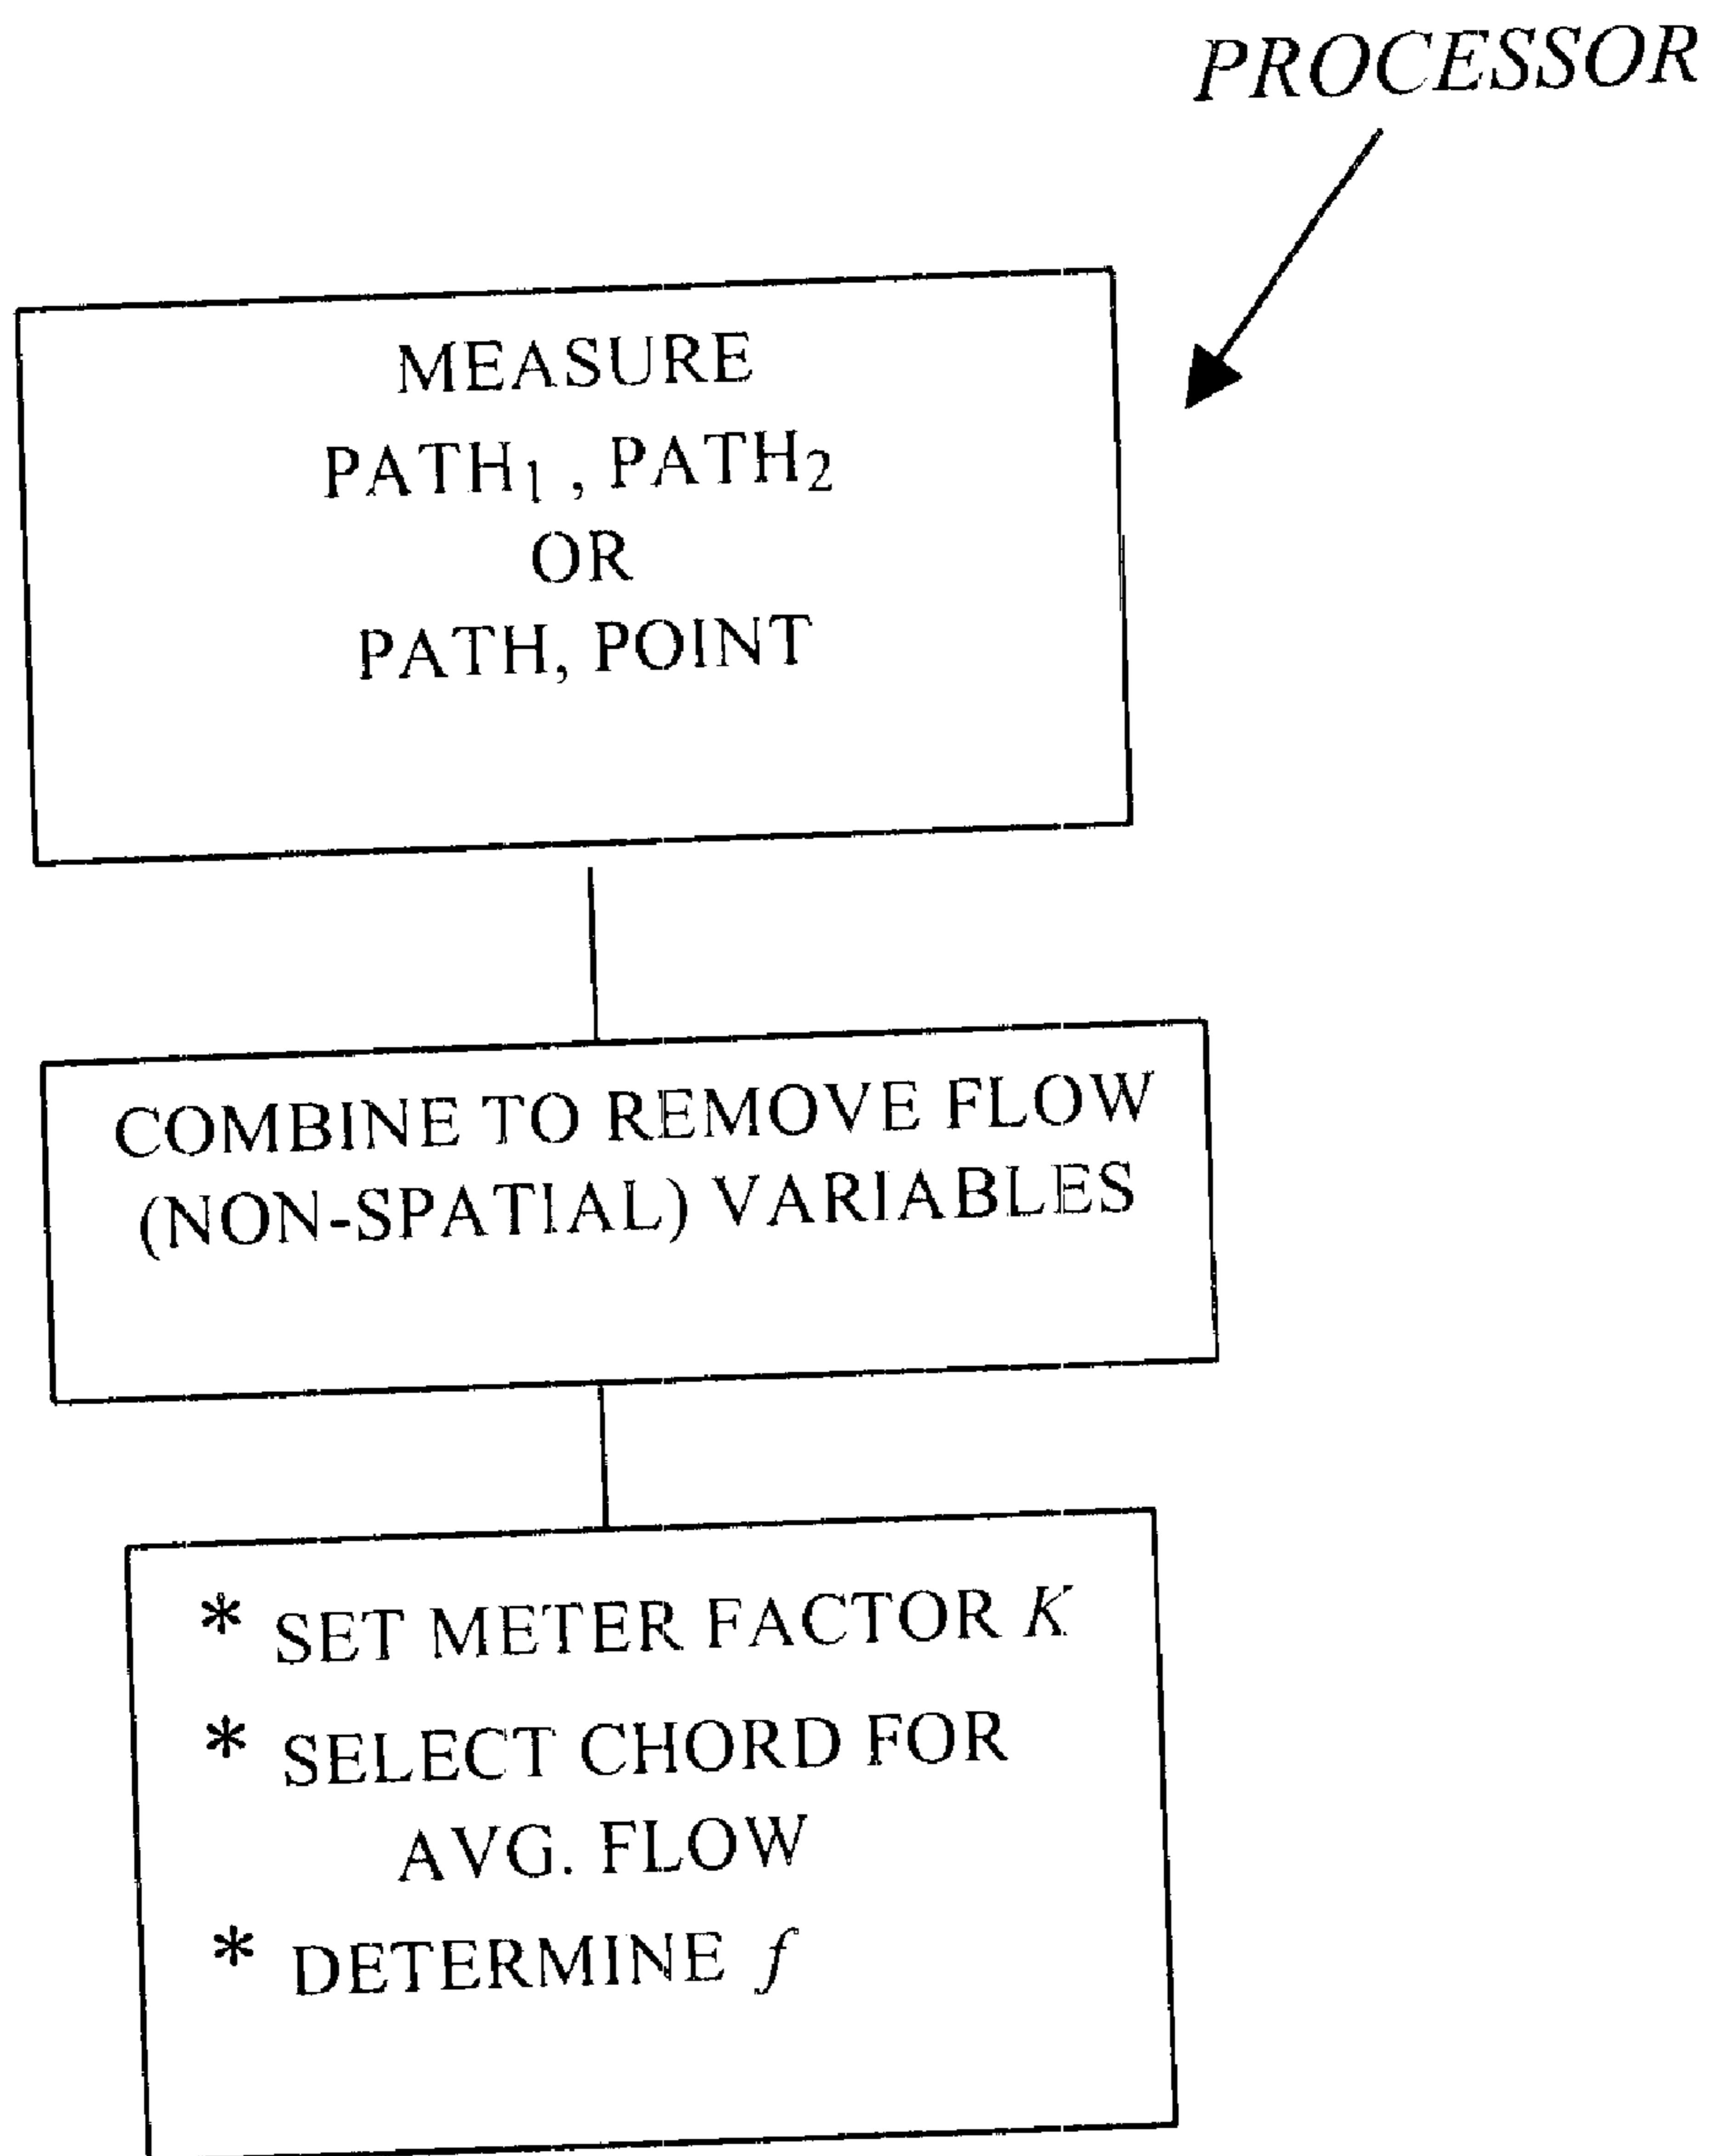 PROCESSOR
MEASURE
PATH₁, PATH₂
OR
PATH, POINT
COMBINE TO REMOVE FLOW
(NON-SPATIAL) VARIABLES
* SET METER FACTOR K
* SELECT CHORD FOR
AVG. FLOW
* DETERMINE f